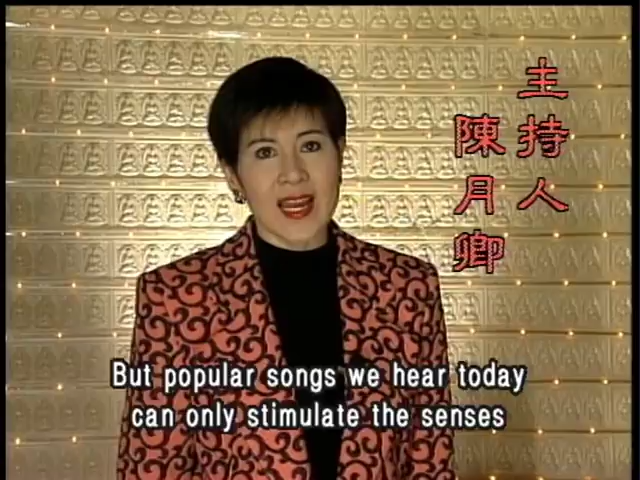 主持人
陳月卿
But popular songs we hear today
can only stimulate the senses